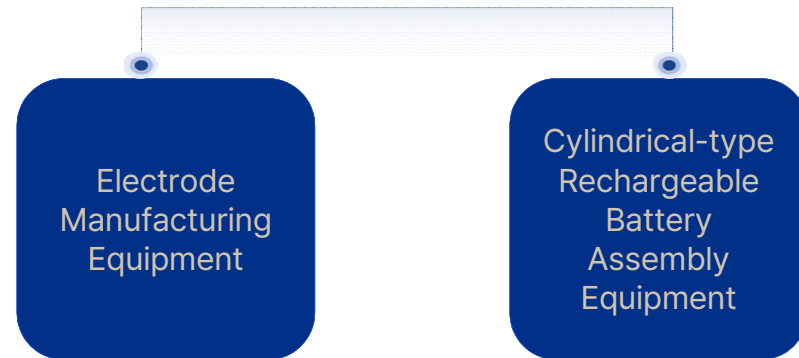 Electrode
Manufacturing
Equipment
Cylindrical-type
Rechargeable
Battery
Assembly
Equipment